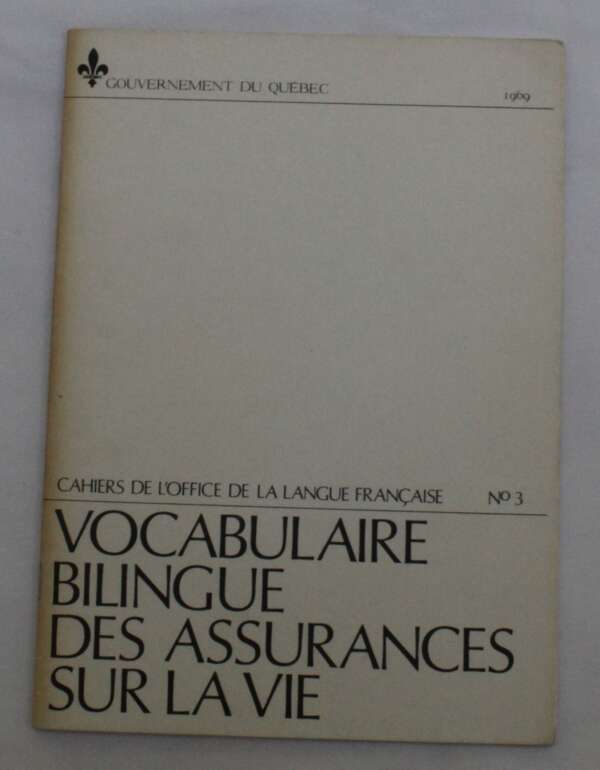 GOUVERNEMENT DU QUÉBEC 1969
CAHIERS DE L'OFFICE DE LA LANGUE FRANÇAISE No 3
VOCABULAIRE
BILINGUE
DES ASSURANCES
SUR LA VIE